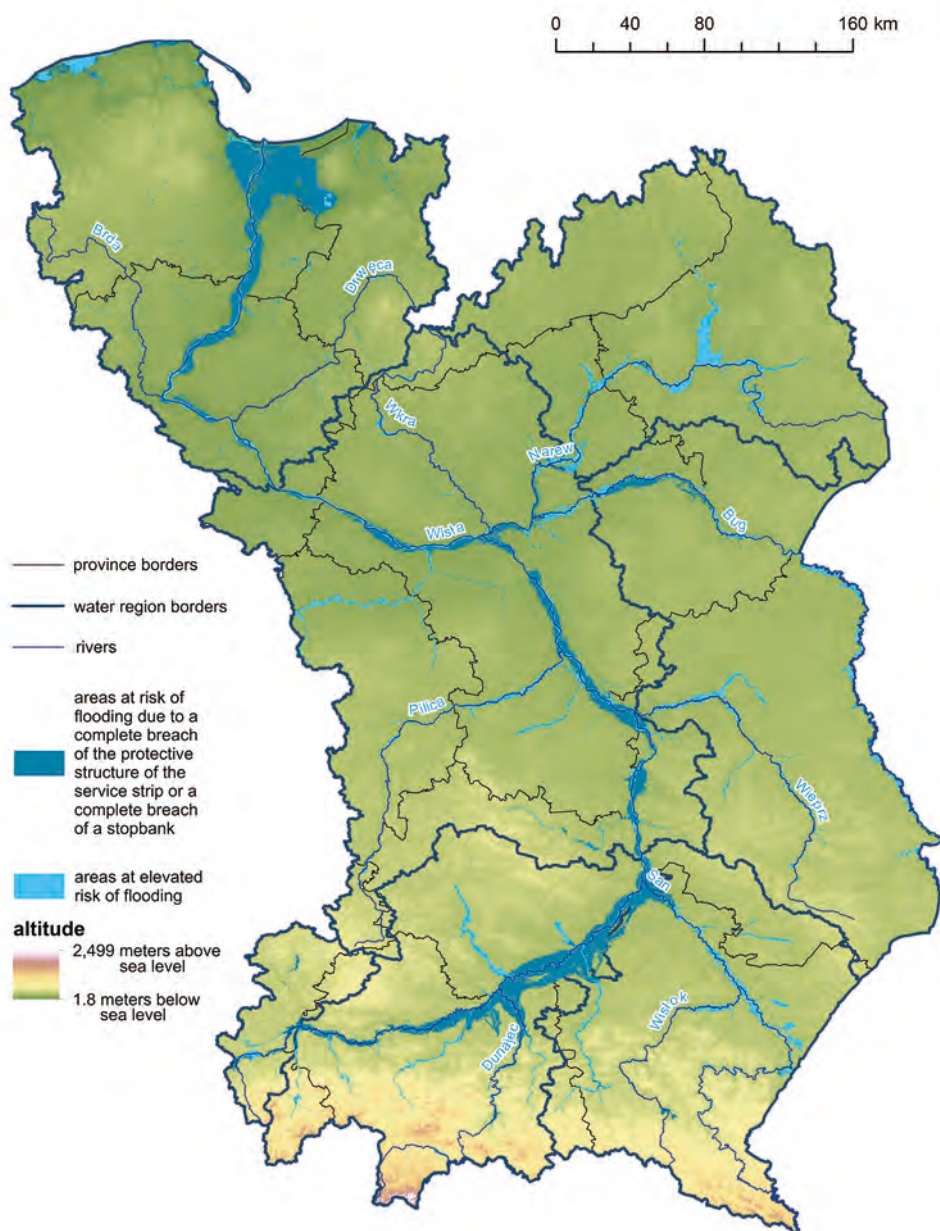 0 40 80 160 km
Brda
Drwęca
Wkra
Narew
Wisła
Bug
province borders
water region borders
rivers
areas at risk of
flooding due to a
complete breach
of the protective
structure of the
service strip or a
complete breach
of a stopbank
Pilica
Wieprz
areas at elevated
risk of flooding
San
altitude
2,499 meters above
sea level
1.8 meters below
sea level
Wisłok
Dunajec